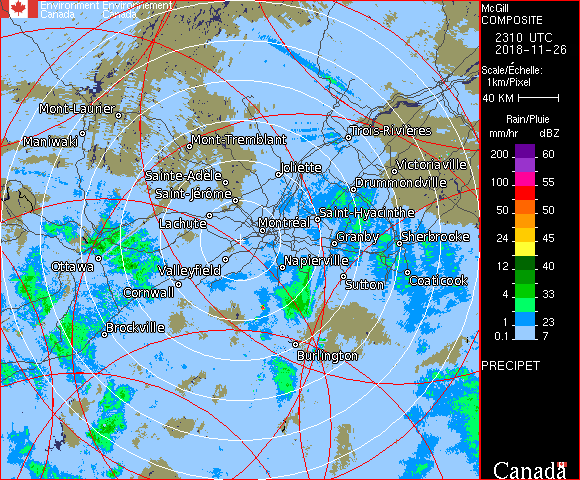 Environment Environnement
Canada Canada
McGill
COMPOSITE
2310 UTC
2018-11-26
Scale/Échelle:
1km/Pixel
40 KM
Rain/Pluie
mm/hr dBZ
200 60
100 55
50 50
24 45
12 40
4 33
1 23
0.1 7
PRECIPET
Canada
Mont-Laurier
Maniwaki
Mont-Tremblant
Trois-Rivières
Sainte-Adèle
Joliette
Victoriaville
Saint-Jérôme
Drummondville
Lachute
Montréal
Saint-Hyacinthe
Granby
Sherbrooke
Ottawa
Valleyfield
Napierville
Cornwall
Sutton
Coaticook
Brockville
Burlington